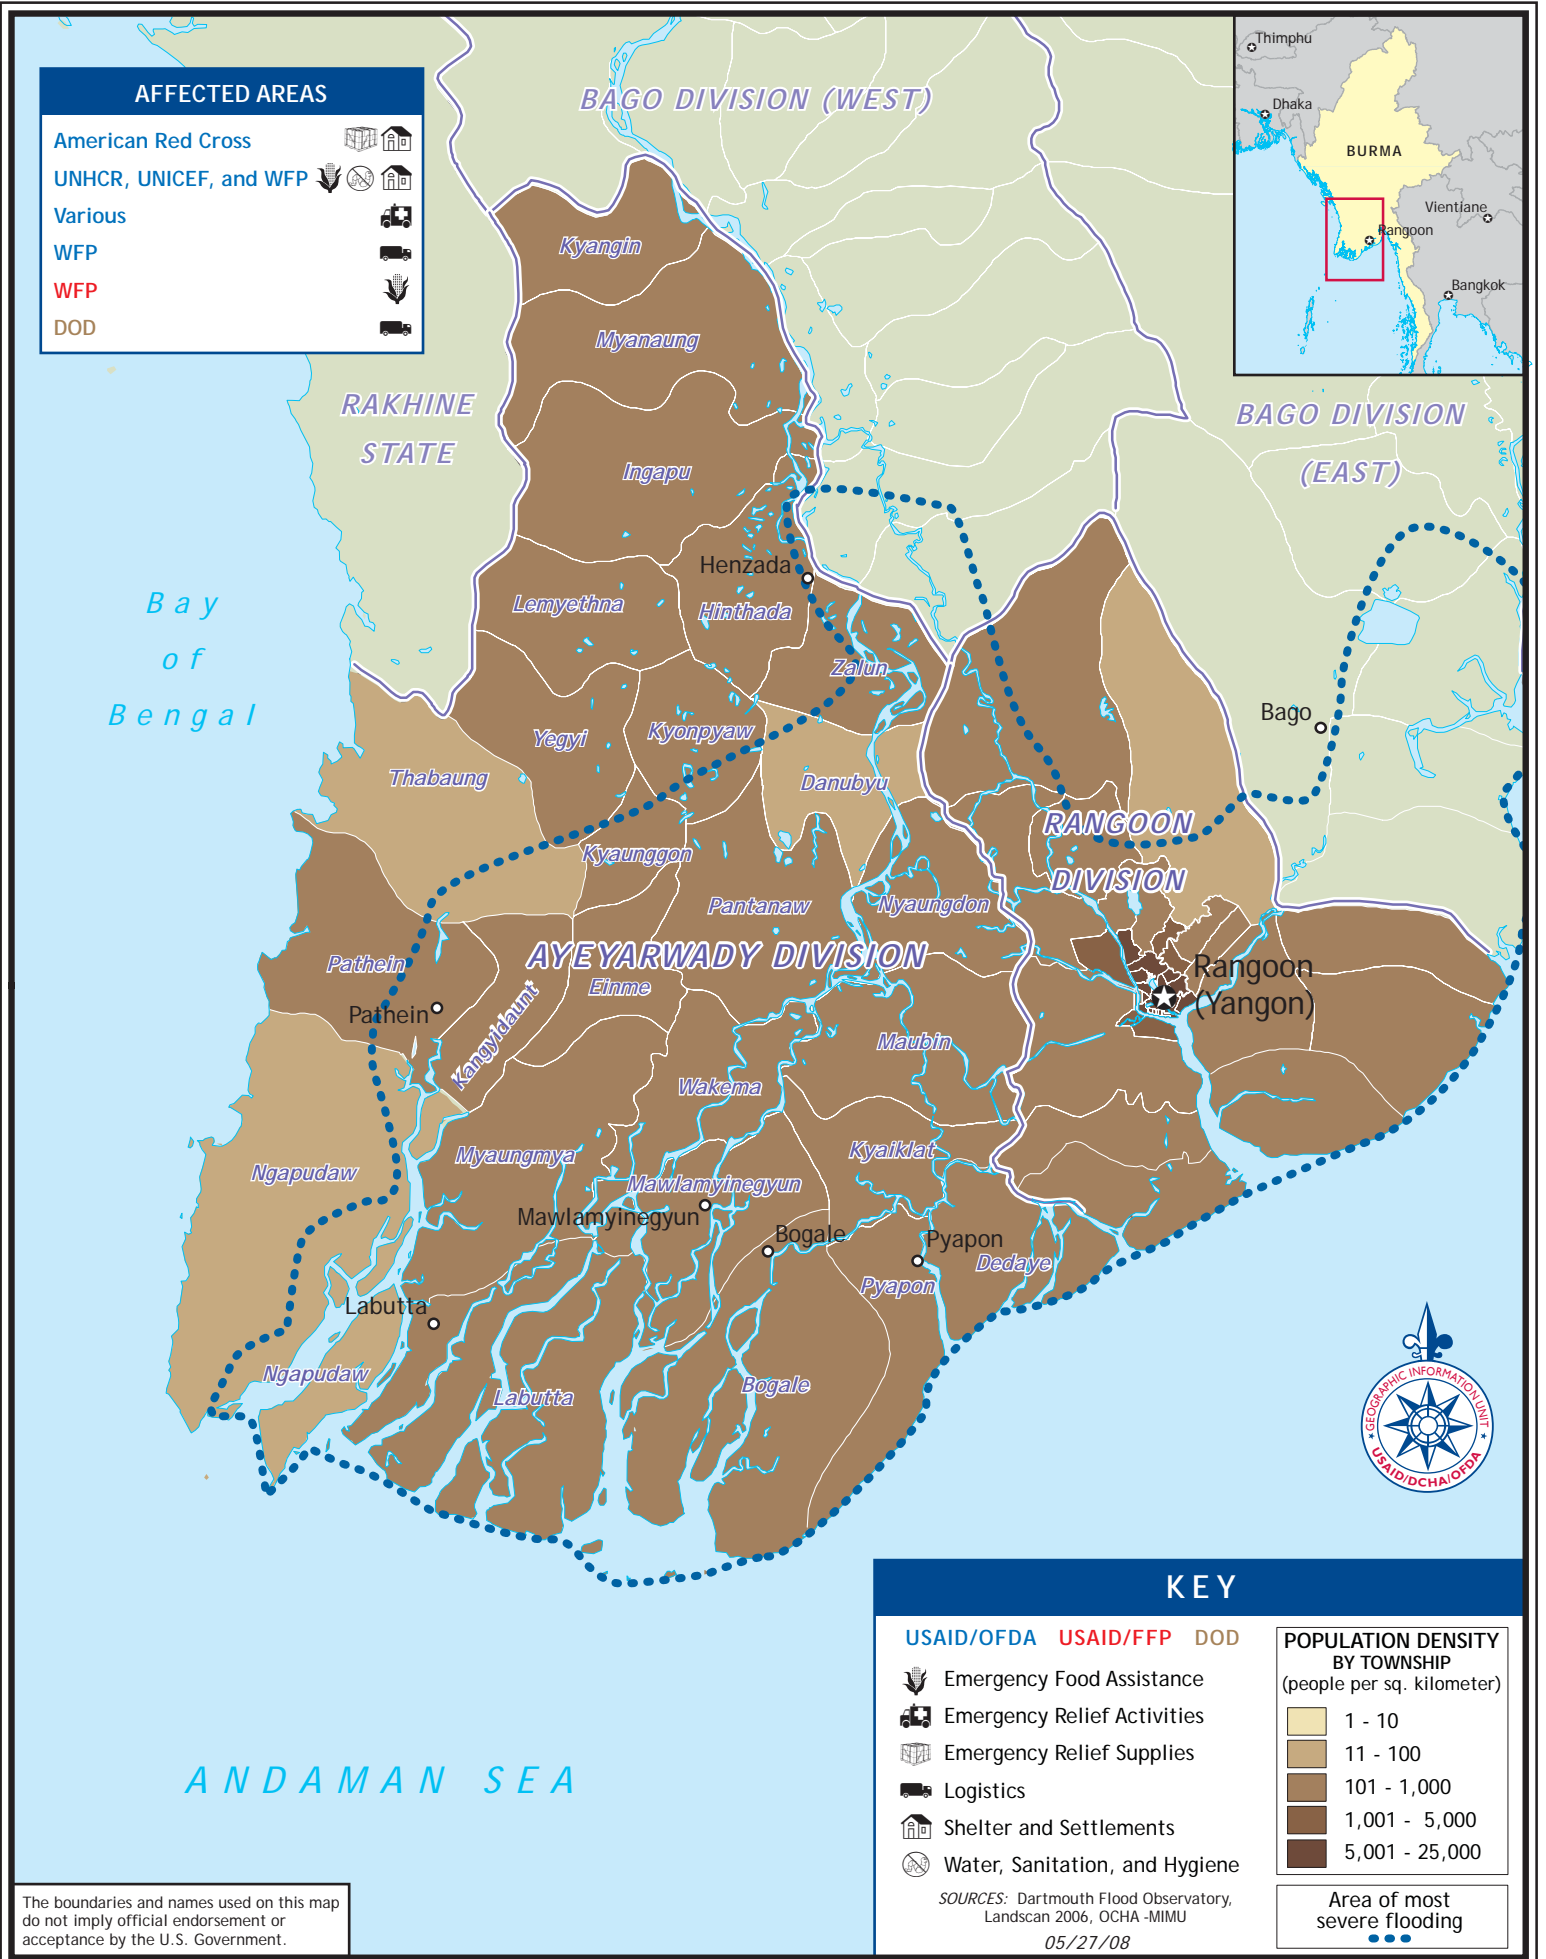 AFFECTED AREAS
American Red Cross
UNHCR, UNICEF, and WFP
Various
WFP
WFP
DOD
Thimphu
Dhaka
BURMA
Vientiane
Rangoon
Bangkok
BAGO DIVISION (WEST)
RAKHINE
STATE
BAGO DIVISION
(EAST)
Kyangin
Myanaung
Ingapu
Henzada
Lemyethna
Hinthada
Zalun
Bay
of
Bengal
Bago
Yegyi
Kyonpyaw
Thabaung
Danubyu
RANGOON
DIVISION
Kyaunggon
Pantanaw
Nyaungdon
AYEYARWADY DIVISION
Pathein
Einme
Rangoon
(Yangon)
Pathein
Kangyidaunt
Maubin
Wakema
Ngapudaw
Myaungmya
Kyaiklat
Mawlamyinegyun
Mawlamyinegyun
Bogale
Pyapon
Dedaye
Pyapon
Labutta
Ngapudaw
Labutta
Bogale
GEOGRAPHIC INFORMATION UNIT
USAID/DCHA/OFDA
ANDAMAN SEA
KEY
USAID/OFDA USAID/FFP DOD
Emergency Food Assistance
Emergency Relief Activities
Emergency Relief Supplies
Logistics
Shelter and Settlements
Water, Sanitation, and Hygiene
SOURCES: Dartmouth Flood Observatory,
Landscan 2006, OCHA -MIMU
05/27/08
POPULATION DENSITY
BY TOWNSHIP
(people per sq. kilometer)
1 - 10
11 - 100
101 - 1,000
1,001 - 5,000
5,001 - 25,000
Area of most
severe flooding
The boundaries and names used on this map
do not imply official endorsement or
acceptance by the U.S. Government.